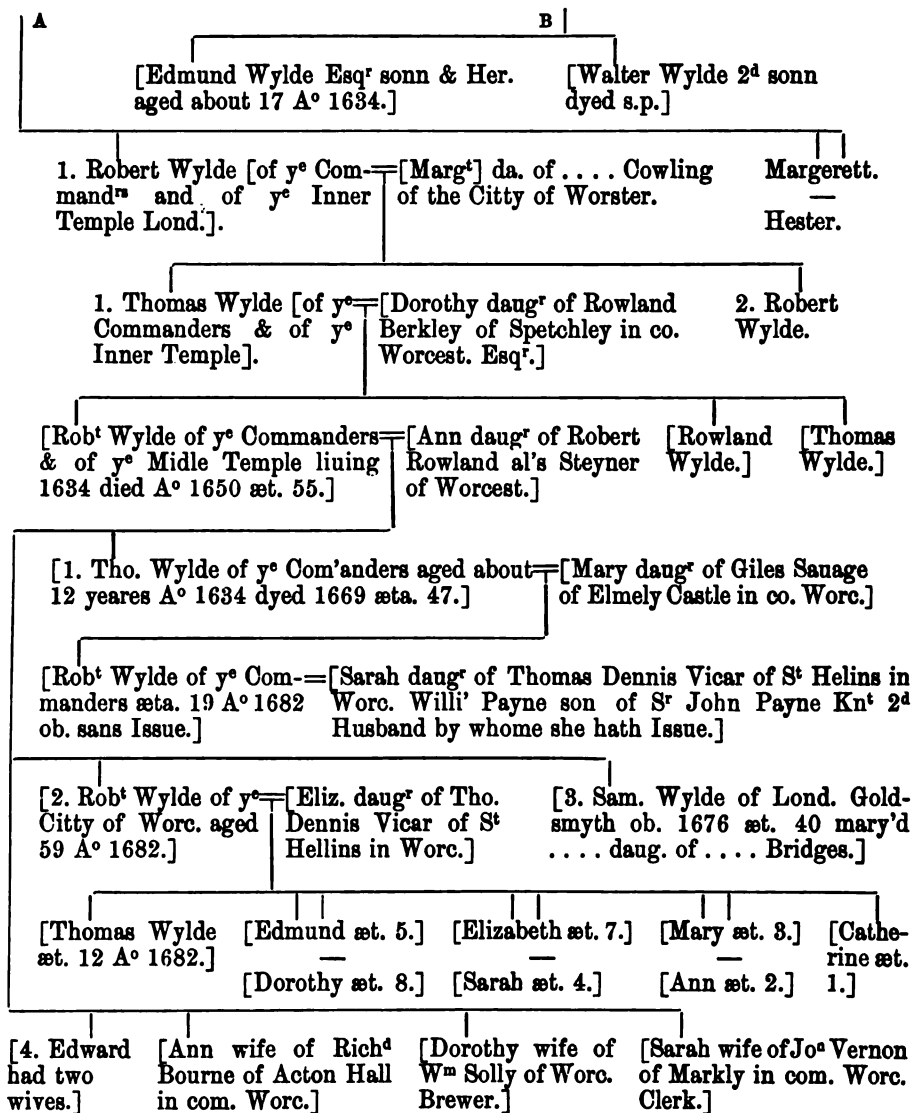 A
B
[Edmund Wylde Esqʳ sonn & Her.
aged about 17 Aº 1634.]
[Walter Wylde 2ᵈ sonn
dyed s.p.]
1. Robert Wylde [of yᵉ Com-
mandʳˢ and of yᵉ Inner
Temple Lond.].
[Margᵗ] da. of .... Cowling
of the Citty of Worster.
Margerett.
—
Hester.
1. Thomas Wylde [of yᵉ
Commanders & of yᵉ
Inner Temple].
[Dorothy daugʳ of Rowland
Berkley of Spetchley in co.
Worcest. Esqʳ.]
2. Robert
Wylde.
[Robᵗ Wylde of yᵉ Commanders
& of yᵉ Midle Temple liuing
1634 died Aº 1650 æt. 55.]
[Ann daugʳ of Robert
Rowland al's Steyner
of Worcest.]
[Rowland
Wylde.]
[Thomas
Wylde.]
[1. Tho. Wylde of yᵉ Com'anders aged about
12 yeares Aº 1634 dyed 1669 æta. 47.]
[Mary daugʳ of Giles Sauage
of Elmely Castle in co. Worc.]
[Robᵗ Wylde of yᵉ Com-
manders æta. 19 Aº 1682
ob. sans Issue.]
[Sarah daugʳ of Thomas Dennis Vicar of Sᵗ Helins in
Worc. Willi' Payne son of Sʳ John Payne Knᵗ 2ᵈ
Husband by whome she hath Issue.]
[2. Robᵗ Wylde of yᵉ
Citty of Worc. aged
59 Aº 1682.]
[Eliz. daugʳ of Tho.
Dennis Vicar of Sᵗ
Hellins in Worc.]
[3. Sam. Wylde of Lond. Gold-
smyth ob. 1676 æt. 40 mary'd
.... daug. of .... Bridges.]
[Thomas Wylde
æt. 12 Aº 1682.]
[Edmund æt. 5.]
—
[Dorothy æt. 8.]
[Elizabeth æt. 7.]
—
[Sarah æt. 4.]
[Mary æt. 3.]
—
[Ann æt. 2.]
[Cathe-
rine æt.
1.]
[4. Edward
had two
wives.]
[Ann wife of Richᵈ
Bourne of Acton Hall
in com. Worc.]
[Dorothy wife of
Wᵐ Solly of Worc.
Brewer.]
[Sarah wife of Joⁿ Vernon
of Markly in com. Worc.
Clerk.]